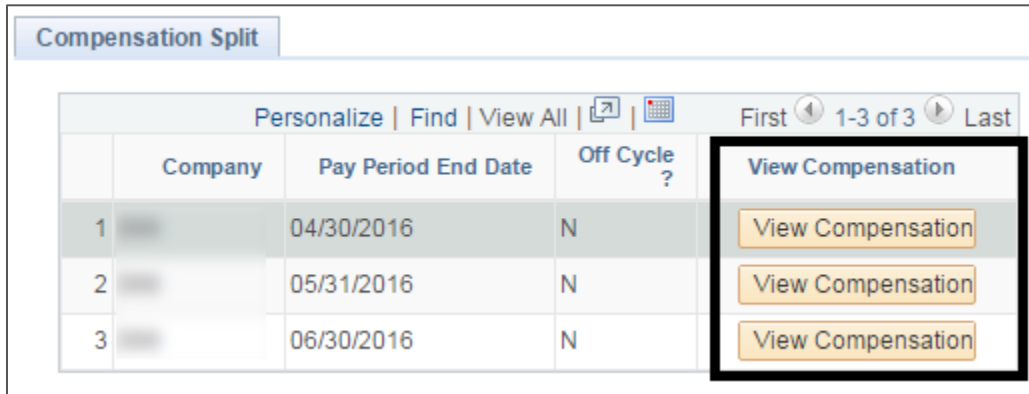 Compensation Split
Personalize | Find | View All | | First 1-3 of 3 Last
Company Pay Period End Date Off Cycle ? View Compensation
1 04/30/2016 N View Compensation
2 05/31/2016 N View Compensation
3 06/30/2016 N View Compensation